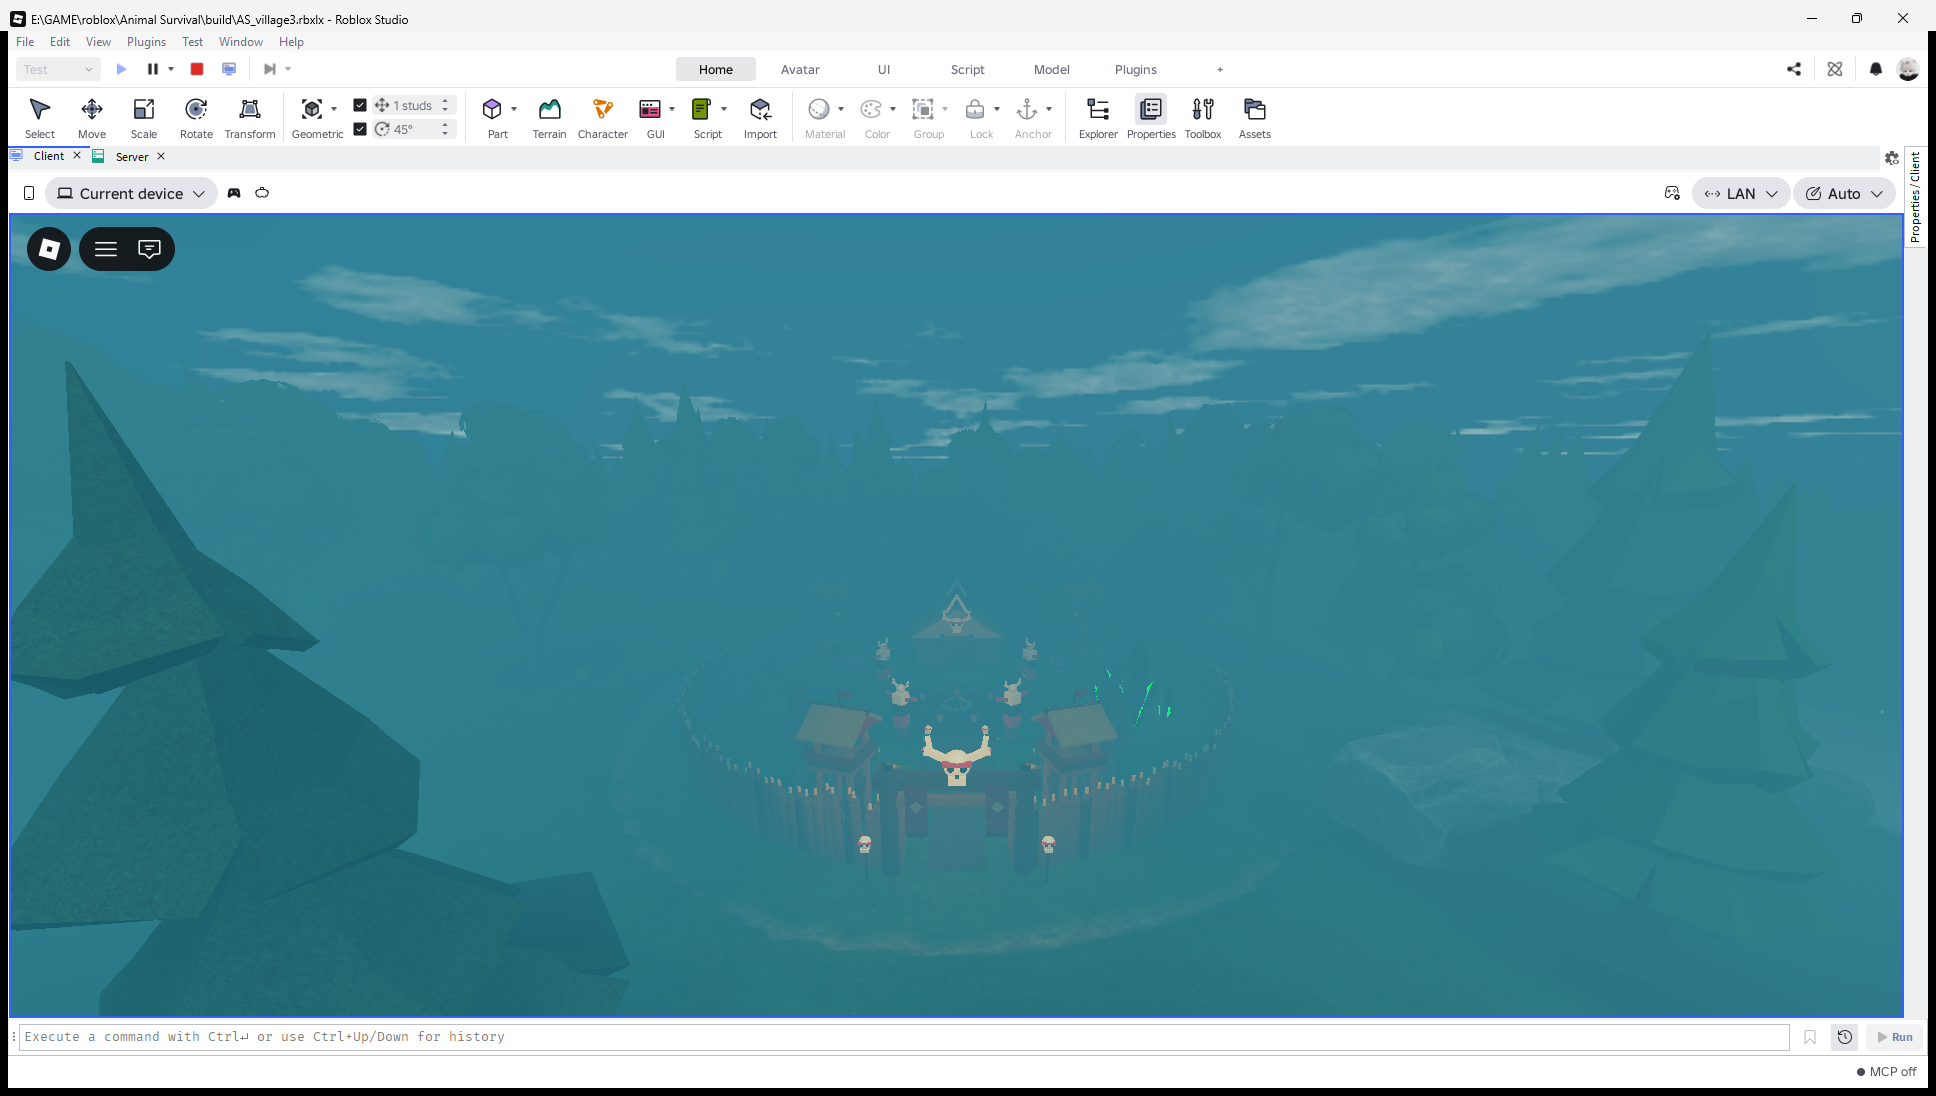 E:\GAME\roblox\Animal Survival\build\AS_village3.rbxlx - Roblox Studio
File Edit View Plugins Test Window Help
Test Home Avatar UI Script Model Plugins +
1 studs
45°
Select Move Scale Rotate Transform Geometric Part Terrain Character GUI Script Import Material Color Group Lock Anchor Explorer Properties Toolbox Assets
Client Server
Properties / Client
Current device LAN Auto
Execute a command with Ctrl↵ or use Ctrl+Up/Down for history
Run
MCP off